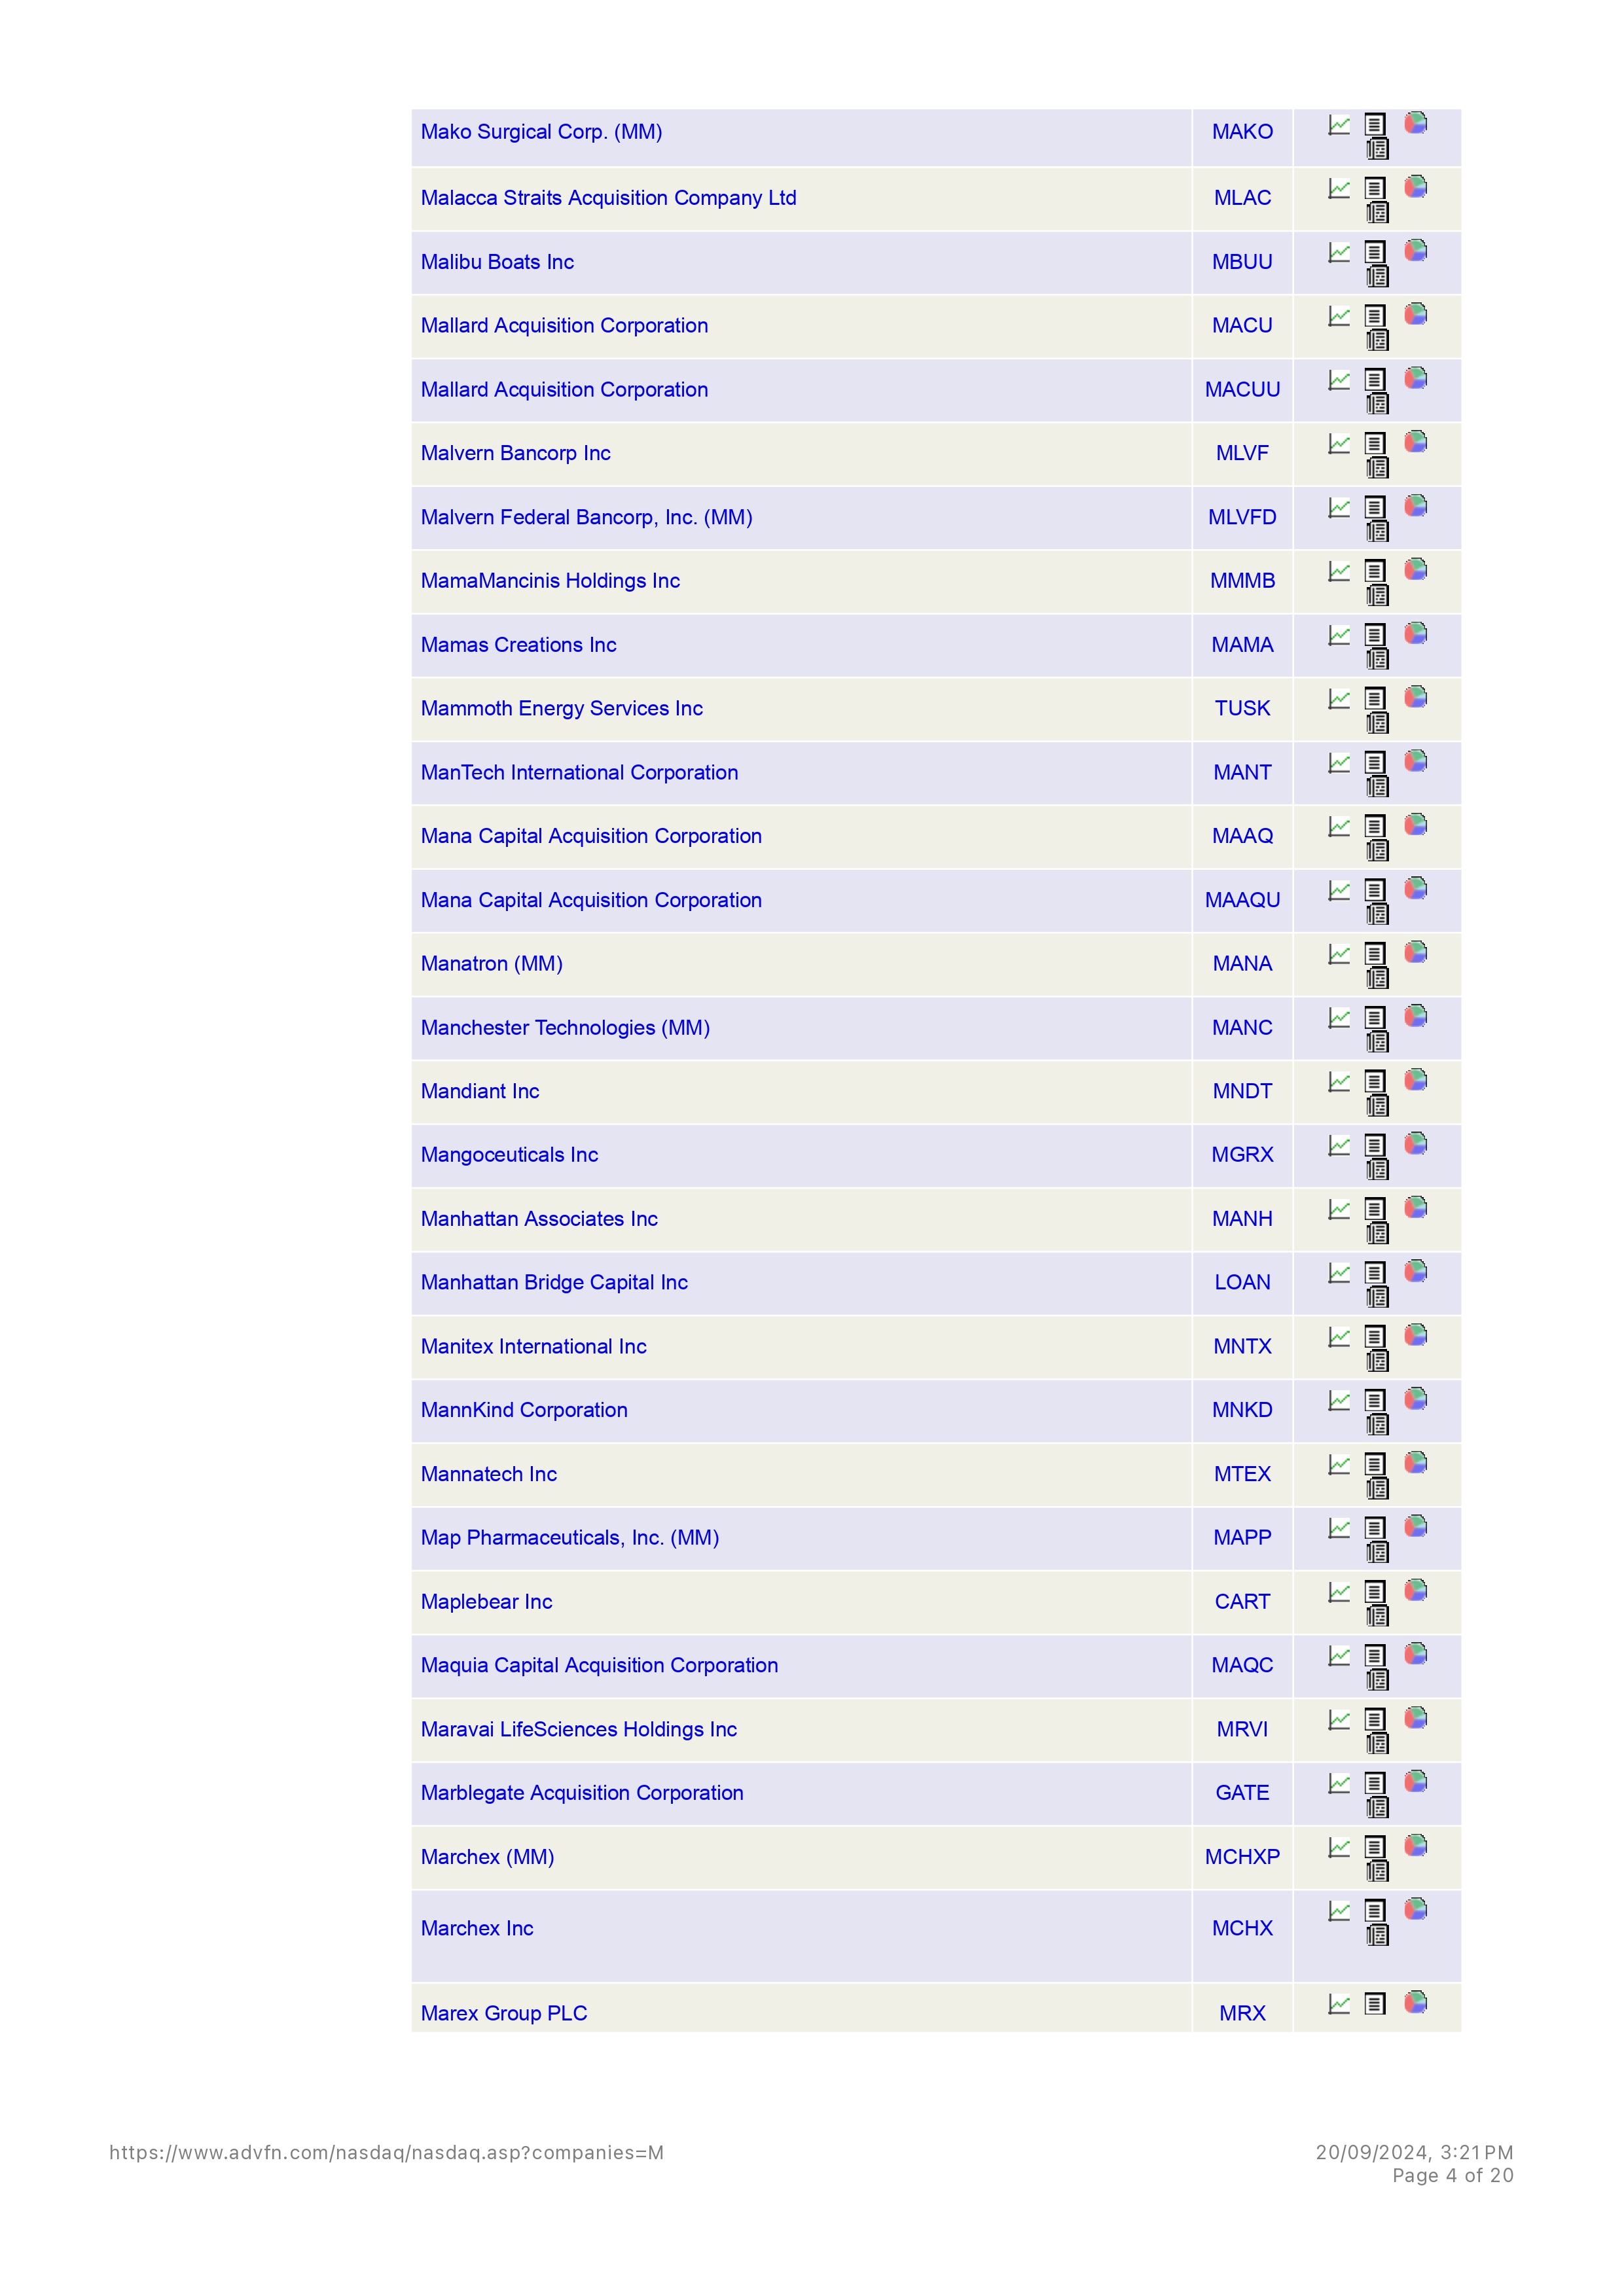 Mako Surgical Corp. (MM) MAKO
Malacca Straits Acquisition Company Ltd MLAC
Malibu Boats Inc MBUU
Mallard Acquisition Corporation MACU
Mallard Acquisition Corporation MACUU
Malvern Bancorp Inc MLVF
Malvern Federal Bancorp, Inc. (MM) MLVFD
MamaMancinis Holdings Inc MMMB
Mamas Creations Inc MAMA
Mammoth Energy Services Inc TUSK
ManTech International Corporation MANT
Mana Capital Acquisition Corporation MAAQ
Mana Capital Acquisition Corporation MAAQU
Manatron (MM) MANA
Manchester Technologies (MM) MANC
Mandiant Inc MNDT
Mangoceuticals Inc MGRX
Manhattan Associates Inc MANH
Manhattan Bridge Capital Inc LOAN
Manitex International Inc MNTX
MannKind Corporation MNKD
Mannatech Inc MTEX
Map Pharmaceuticals, Inc. (MM) MAPP
Maplebear Inc CART
Maquia Capital Acquisition Corporation MAQC
Maravai LifeSciences Holdings Inc MRVI
Marblegate Acquisition Corporation GATE
Marchex (MM) MCHXP
Marchex Inc MCHX
Marex Group PLC MRX
https://www.advfn.com/nasdaq/nasdaq.asp?companies=M 20/09/2024, 3:21 PM
Page 4 of 20